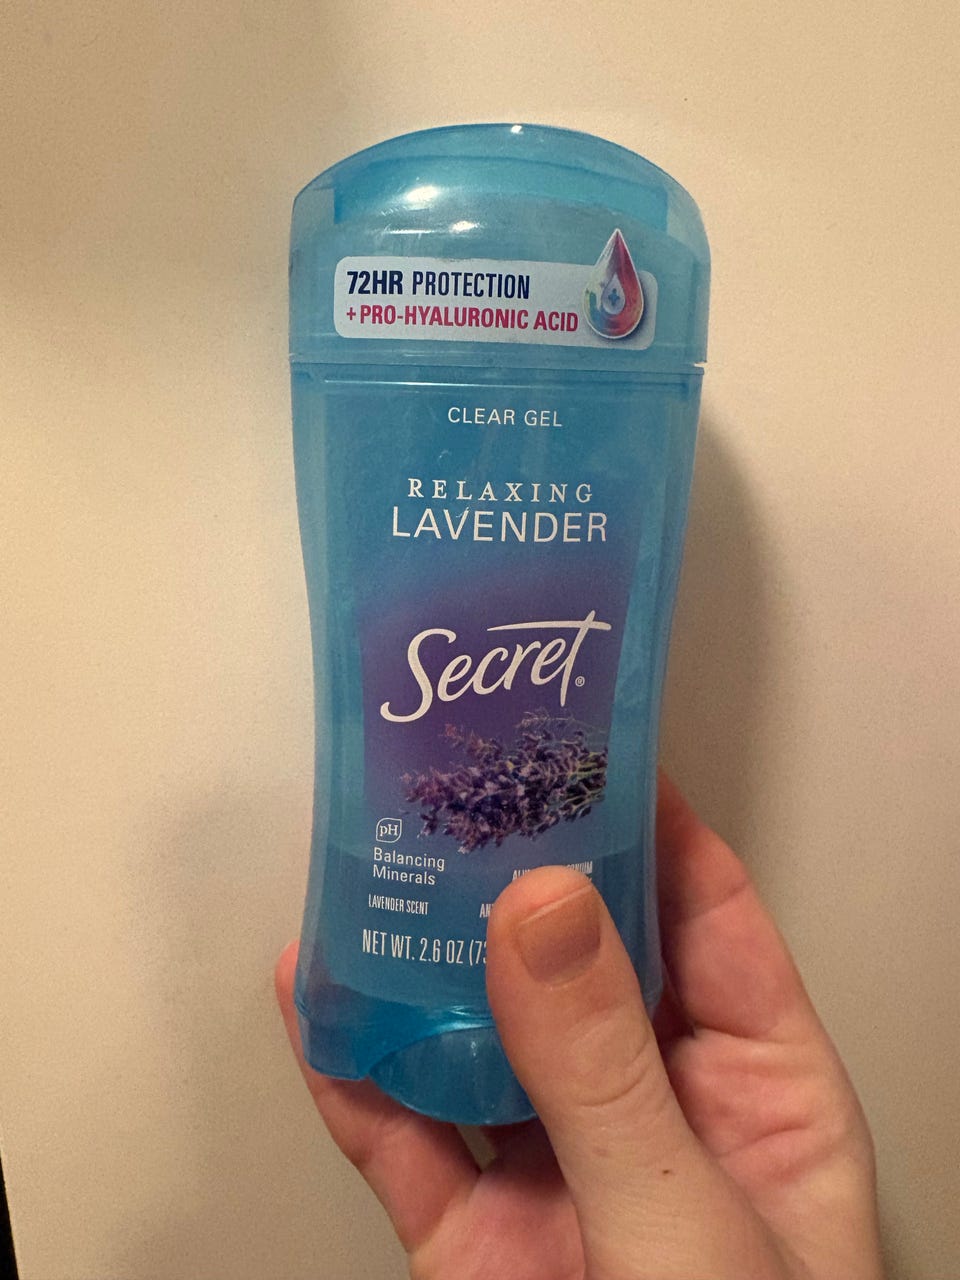 72HR PROTECTION
+ PRO-HYALURONIC ACID
CLEAR GEL
RELAXING
LAVENDER
Secret®
pH
Balancing
Minerals
LAVENDER SCENT
NET WT. 2.6 OZ